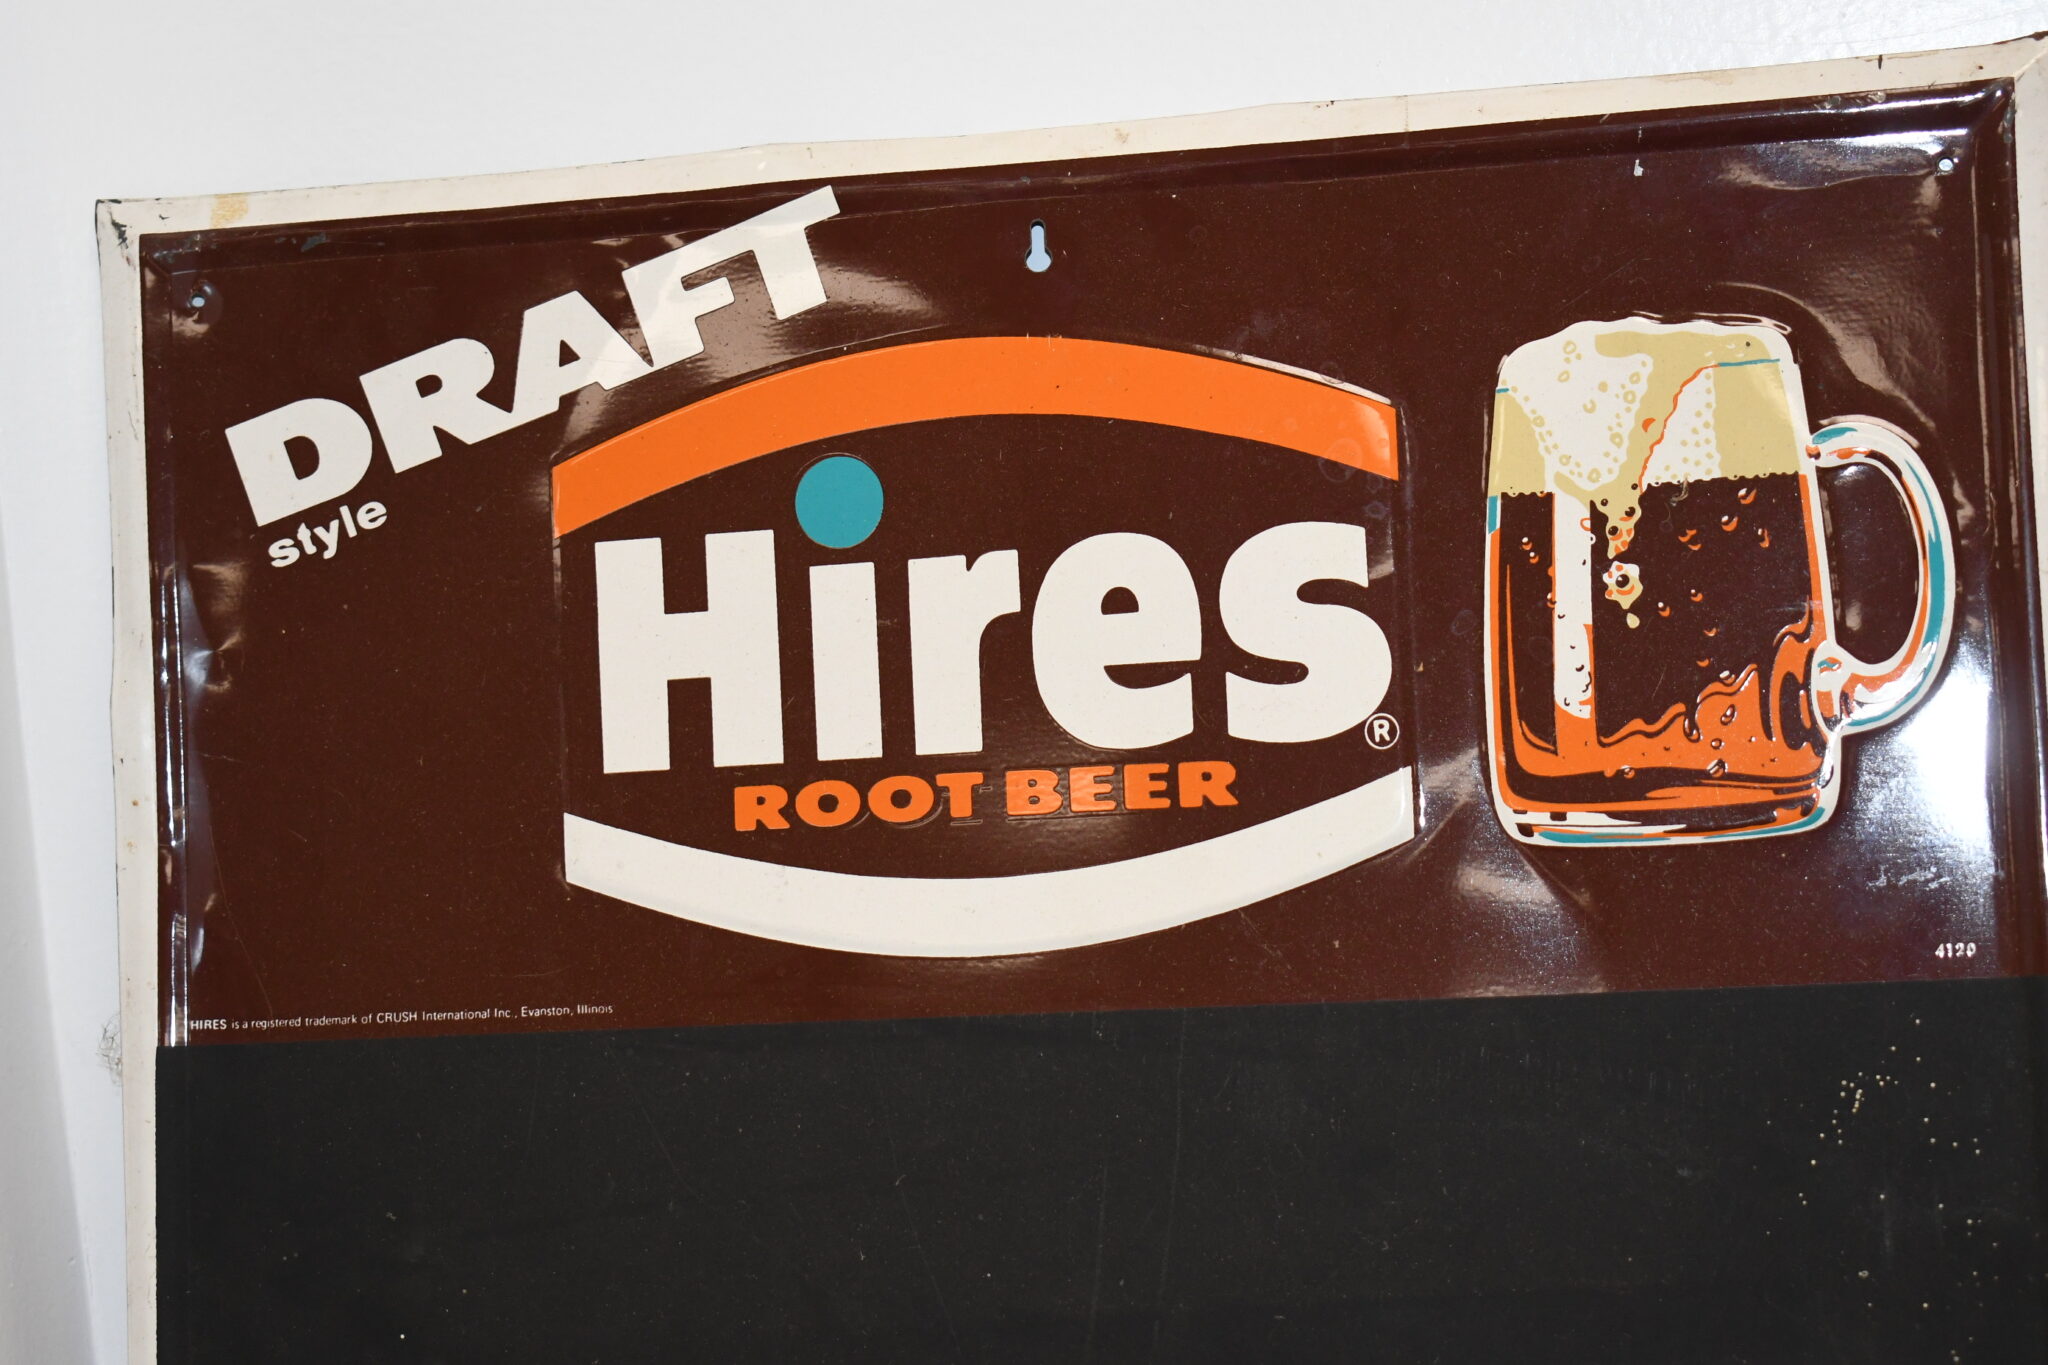 DRAFT
style
Hires®
ROOT BEER
4120
HIRES is a registered trademark of CRUSH International Inc., Evanston, Illinois